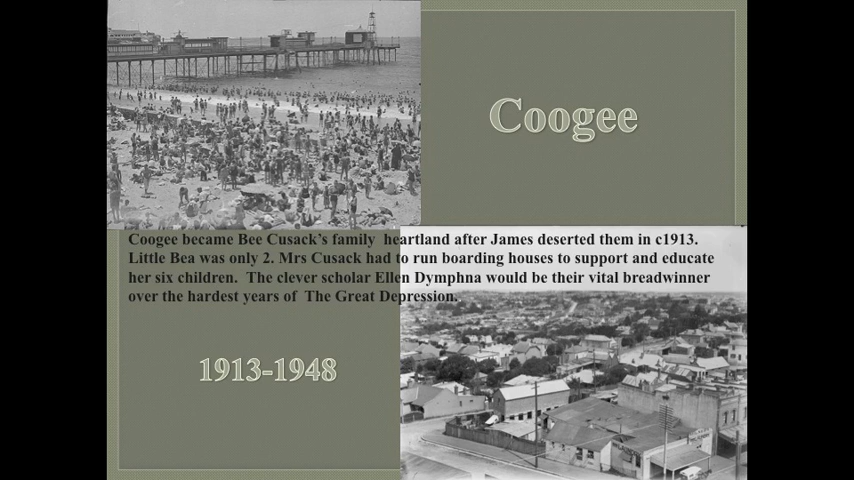 Coogee
Coogee became Bee Cusack's family heartland after James deserted them in c1913.
Little Bea was only 2. Mrs Cusack had to run boarding houses to support and educate
her six children. The clever scholar Ellen Dymphna would be their vital breadwinner
over the hardest years of The Great Depression.
1913-1948